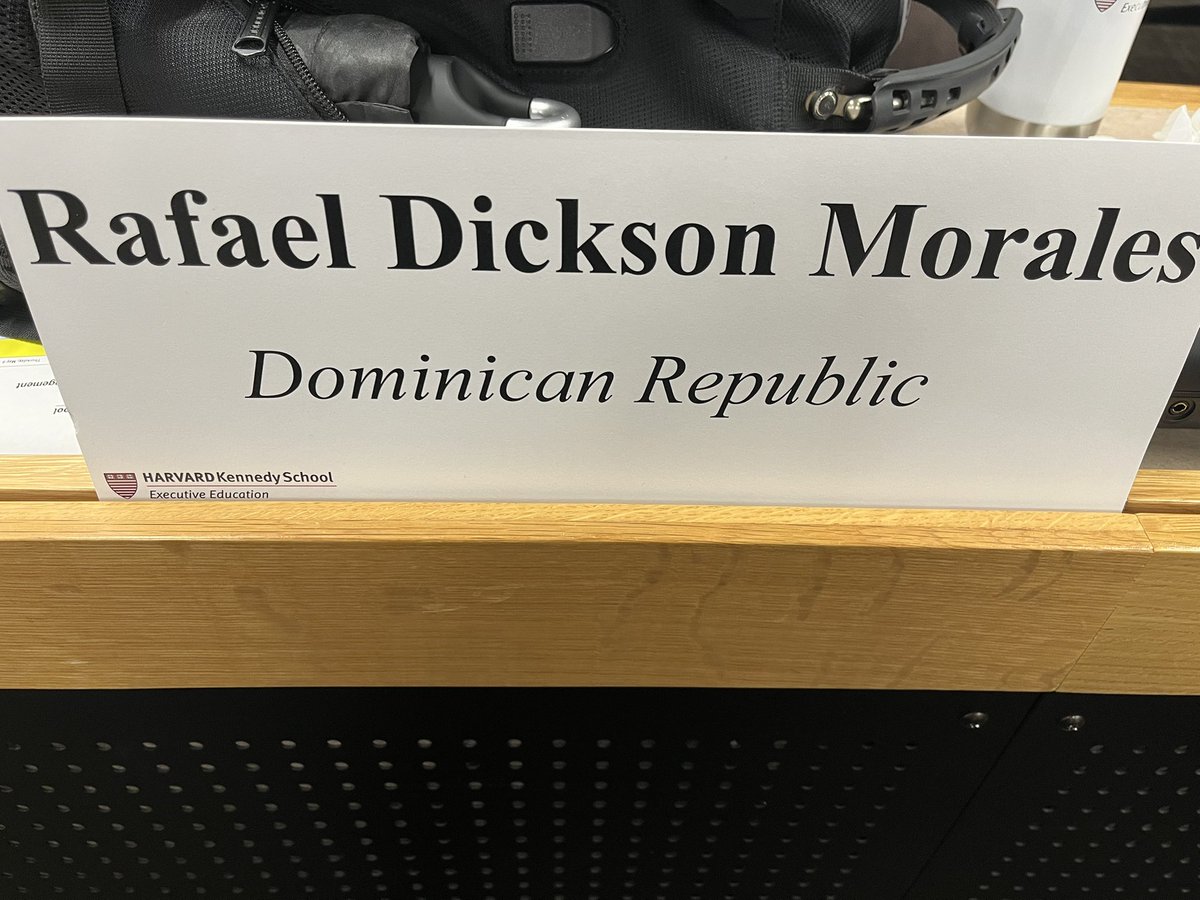 Rafael Dickson Morales
Dominican Republic
HARVARD Kennedy School
Executive Education